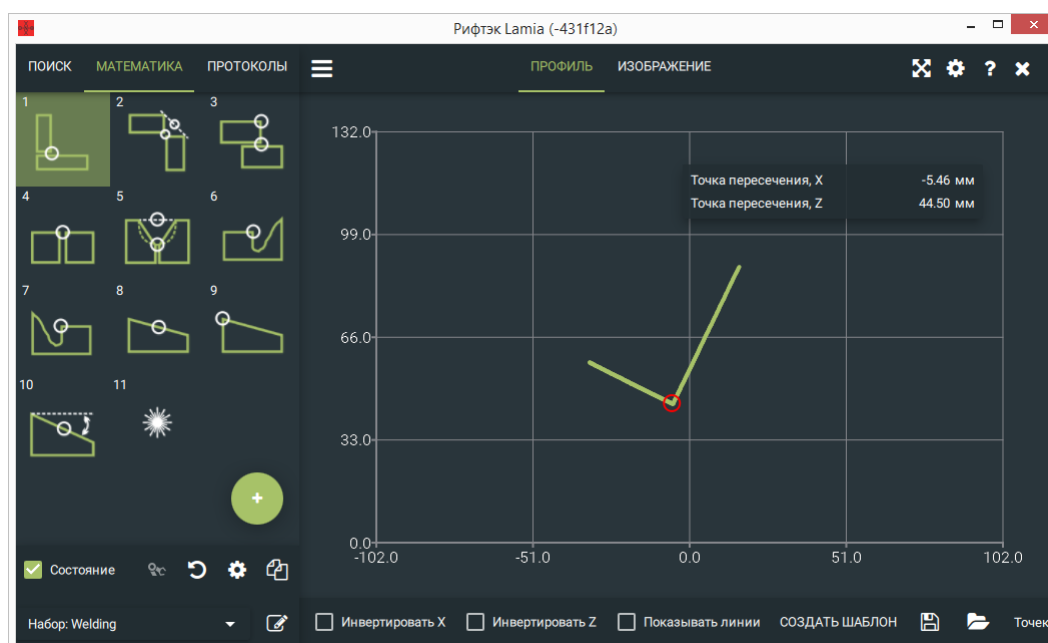 Рифтэк Lamia (-431f12a)
ПОИСК МАТЕМАТИКА ПРОТОКОЛЫ
ПРОФИЛЬ ИЗОБРАЖЕНИЕ
?
1 2 3
4 5 6
7 8 9
10 11
+
132.0
99.0
66.0
33.0
0.0
-102.0 -51.0 0.0 51.0 102.0
Точка пересечения, X -5.46 мм
Точка пересечения, Z 44.50 мм
Состояние
Набор: Welding
Инвертировать X Инвертировать Z Показывать линии СОЗДАТЬ ШАБЛОН Точек